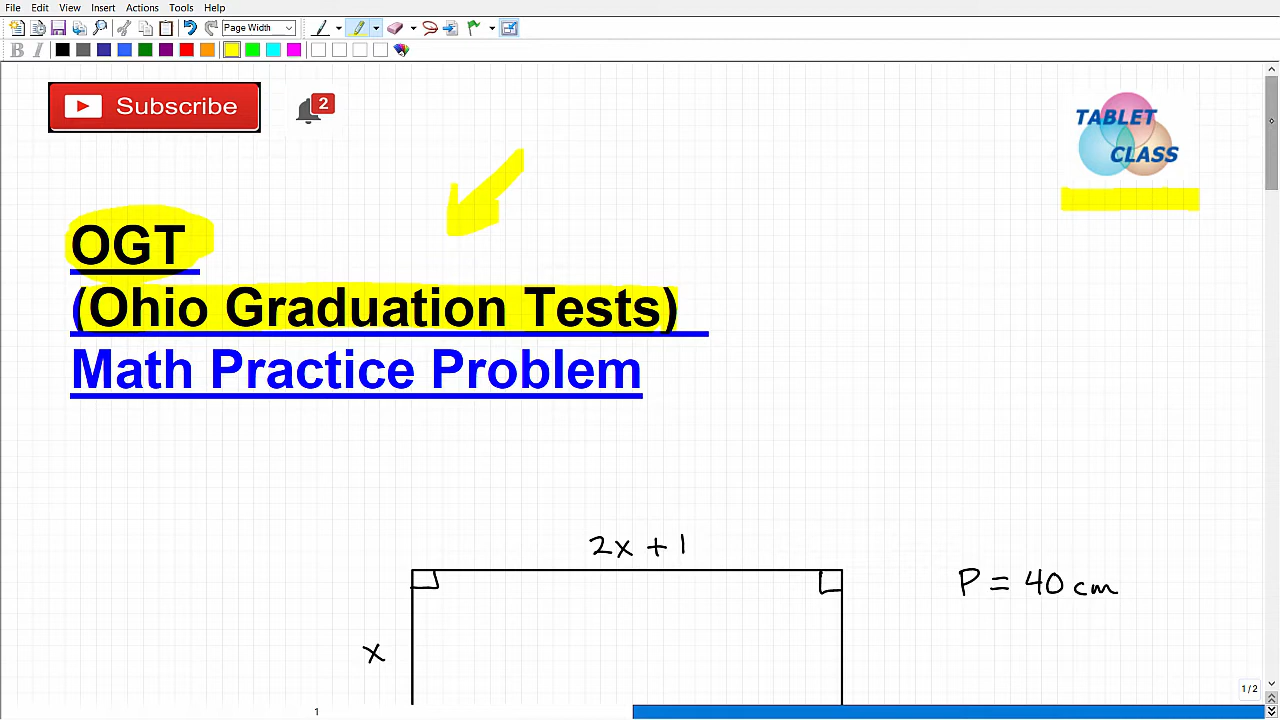 File Edit View Insert Actions Tools Help
Page Width
B I
Subscribe
2
TABLET
CLASS
OGT
(Ohio Graduation Tests)
Math Practice Problem
2x + 1
P = 40 cm
x
1/2
1